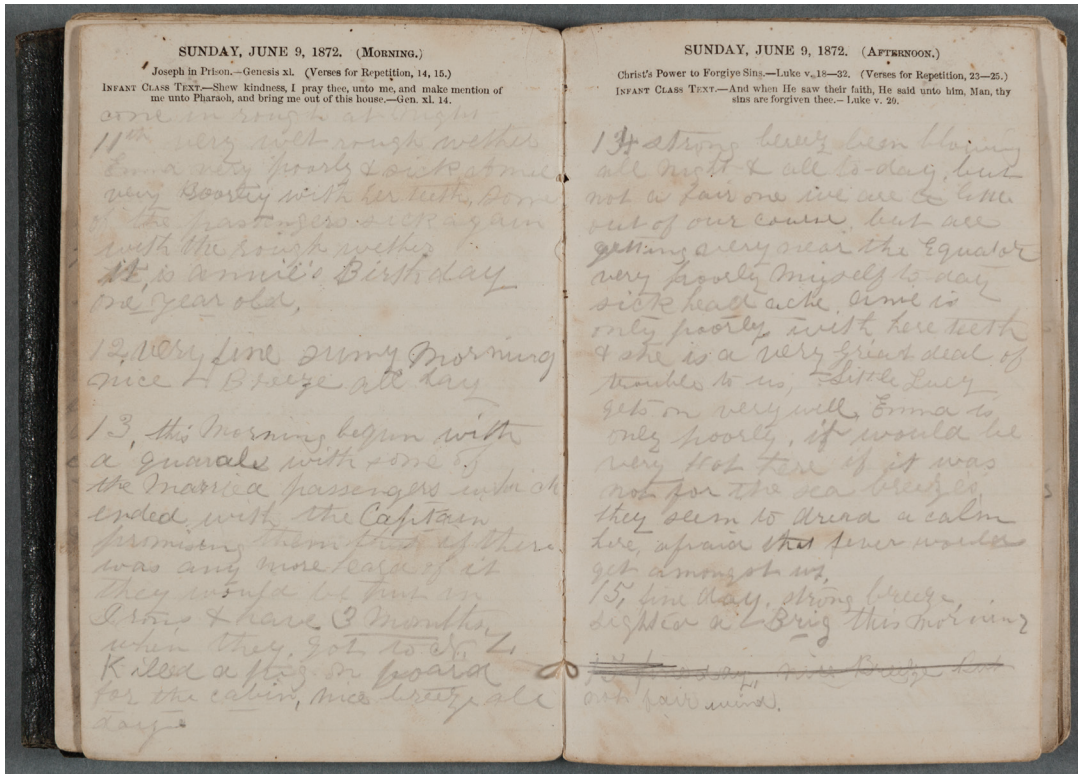 SUNDAY, JUNE 9, 1872. (MORNING.)
Joseph in Prison.—Genesis xl. (Verses for Repetition, 14, 15.)
INFANT CLASS TEXT.—Shew kindness, I pray thee, unto me, and make mention of
me unto Pharaoh, and bring me out of this house.—Gen. xl. 14.
come in rough at night
11th very wet rough wether
Emma very poorly & sick
very Poorley with her teeth, some
of the passengers sick again
with the rough wether
it is annie's Birthday
one year old,
12, very fine sunny Morning
nice Breeze all day
13, this Morning begun with
a quarale with some of
the Married passengers which
ended with the Captain
promising them that if there
was any more heard of it
they would be put in
Irons & have 3 Months,
when they got to N, Z,
Killed a pig on board
for the cabin, nice breeze all
day
SUNDAY, JUNE 9, 1872. (AFTERNOON.)
Christ's Power to Forgive Sins.—Luke v. 18—32. (Verses for Repetition, 23—25.)
INFANT CLASS TEXT.—And when He saw their faith, He said unto him, Man, thy
sins are forgiven thee.—Luke v. 20.
14 strong breez been blowing
all night & all to-day, but
not a fair one we are a little
out of our course but are
getting very near the Equator
very poorly Myself to day
sick head ache, anne is
only poorly with here teeth
& she is a very great deal of
trouble to us, Little Lucy
gets on very well, Emma is
only poorly, it would be
very hot here if it was
not for the sea breezes,
they seem to dread a calm
here, afraid that fever would
get amongst us,
15, fine day, strong breeze,
sighted a Brig this morning
nice Breeze but
not fair wind.